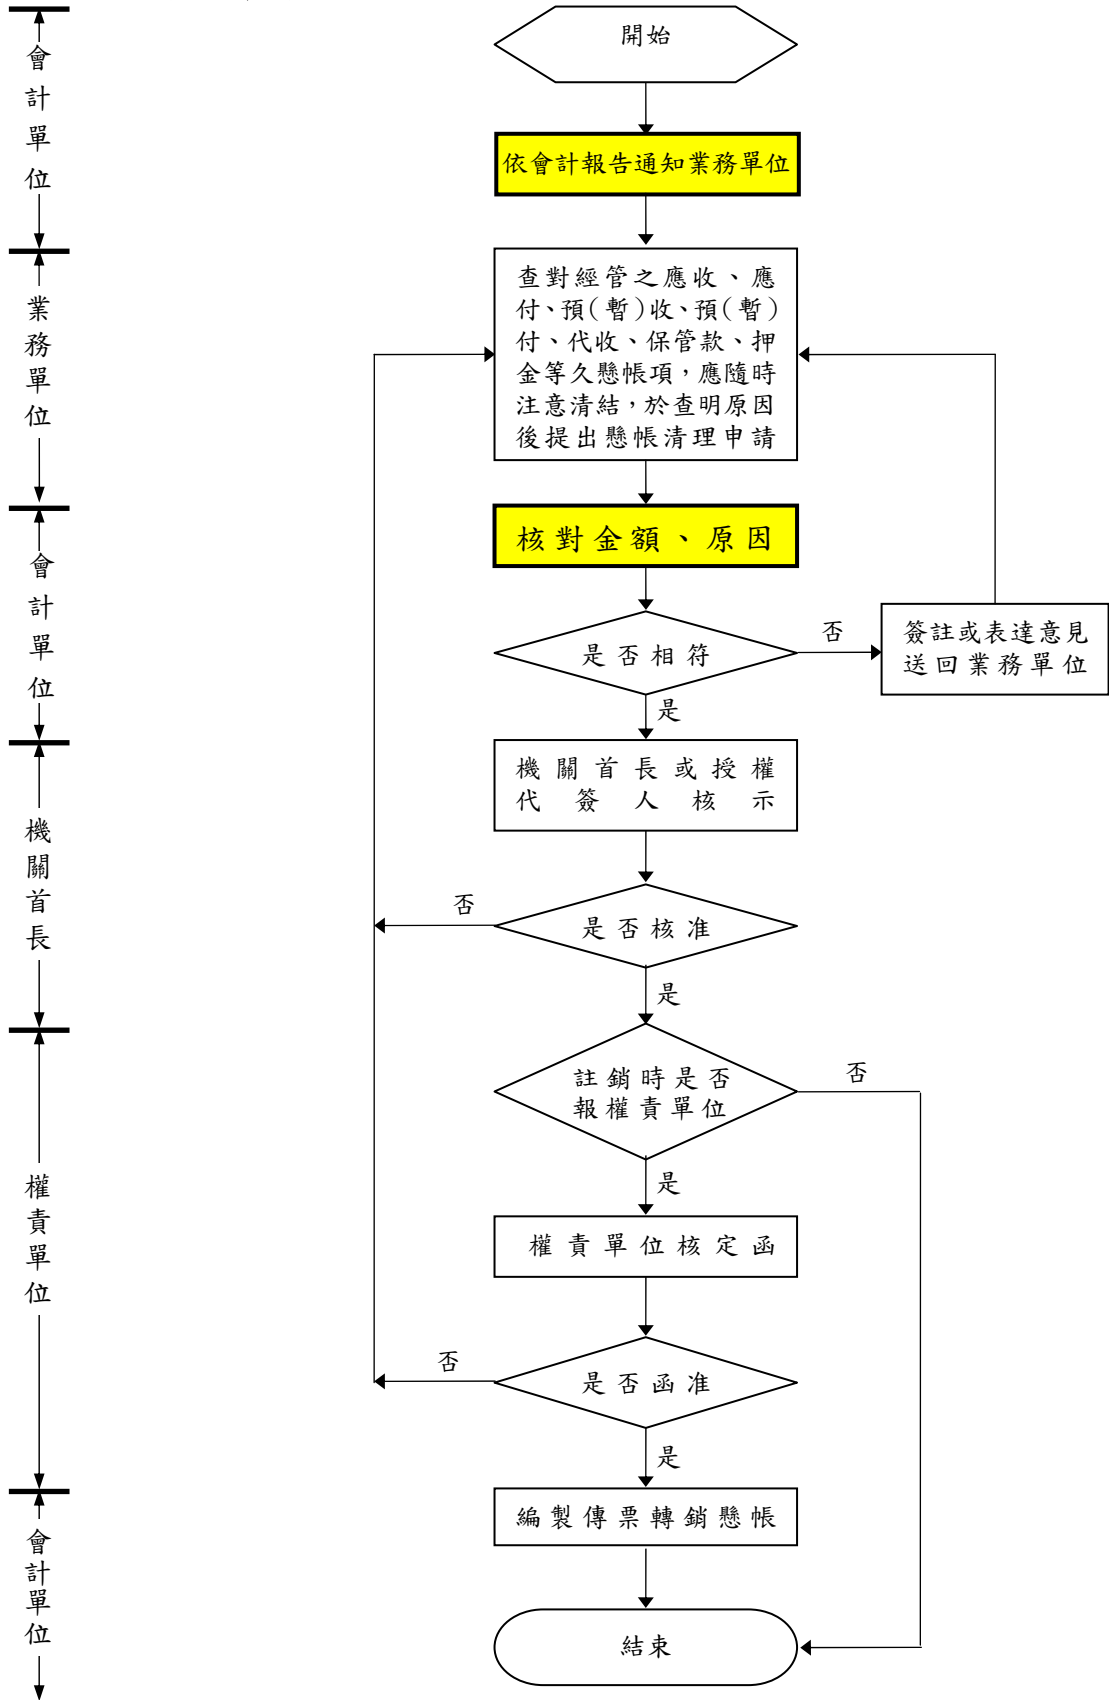 會計單位
開始
依會計報告通知業務單位
業務單位
查對經管之應收、應
付、預(暫)收、預(暫)
付、代收、保管款、押
金等久懸帳項，應隨時
注意清結，於查明原因
後提出懸帳清理申請
會計單位
核對金額、原因
是否相符
否
簽註或表達意見
送回業務單位
是
機關首長
機關首長或授權
代簽人核示
否
是否核准
是
權責單位
註銷時是否
報權責單位
否
是
權責單位核定函
否
是否函准
是
會計單位
編製傳票轉銷懸帳
結束